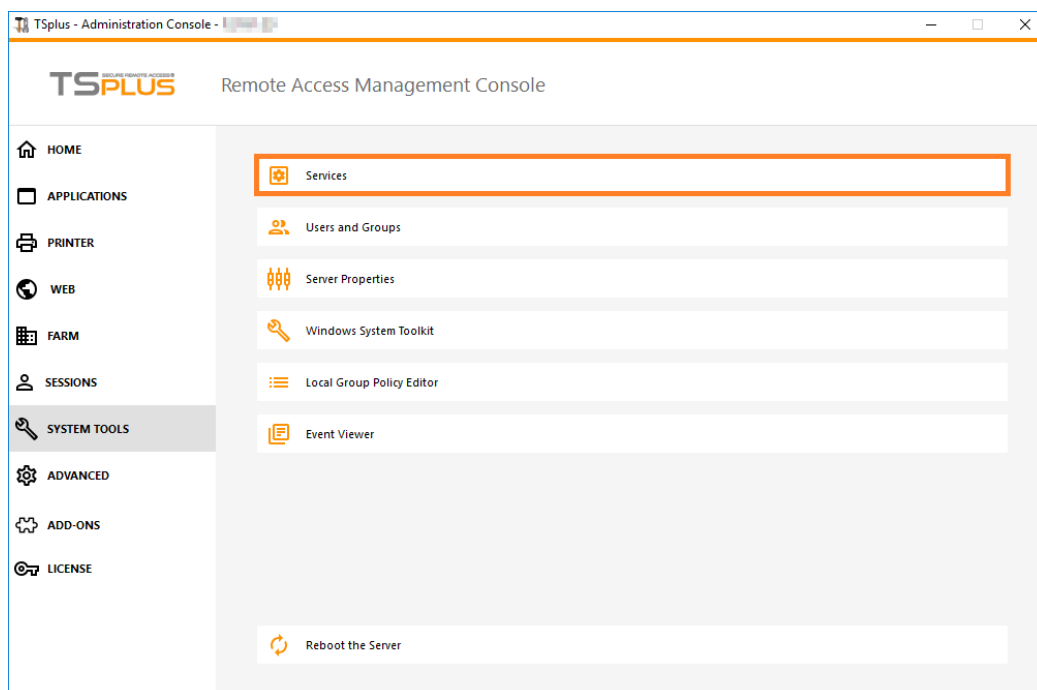 TSplus - Administration Console -
TSPLUS SECURE REMOTE ACCESS®
Remote Access Management Console
HOME
APPLICATIONS
PRINTER
WEB
FARM
SESSIONS
SYSTEM TOOLS
ADVANCED
ADD-ONS
LICENSE
Services
Users and Groups
Server Properties
Windows System Toolkit
Local Group Policy Editor
Event Viewer
Reboot the Server